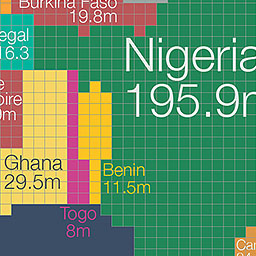 Burkina Faso
19.8m
egal
16.3
Nigeria
195.9m
e
oire
9m
Ghana
29.5m
Benin
11.5m
Togo
8m
Ca